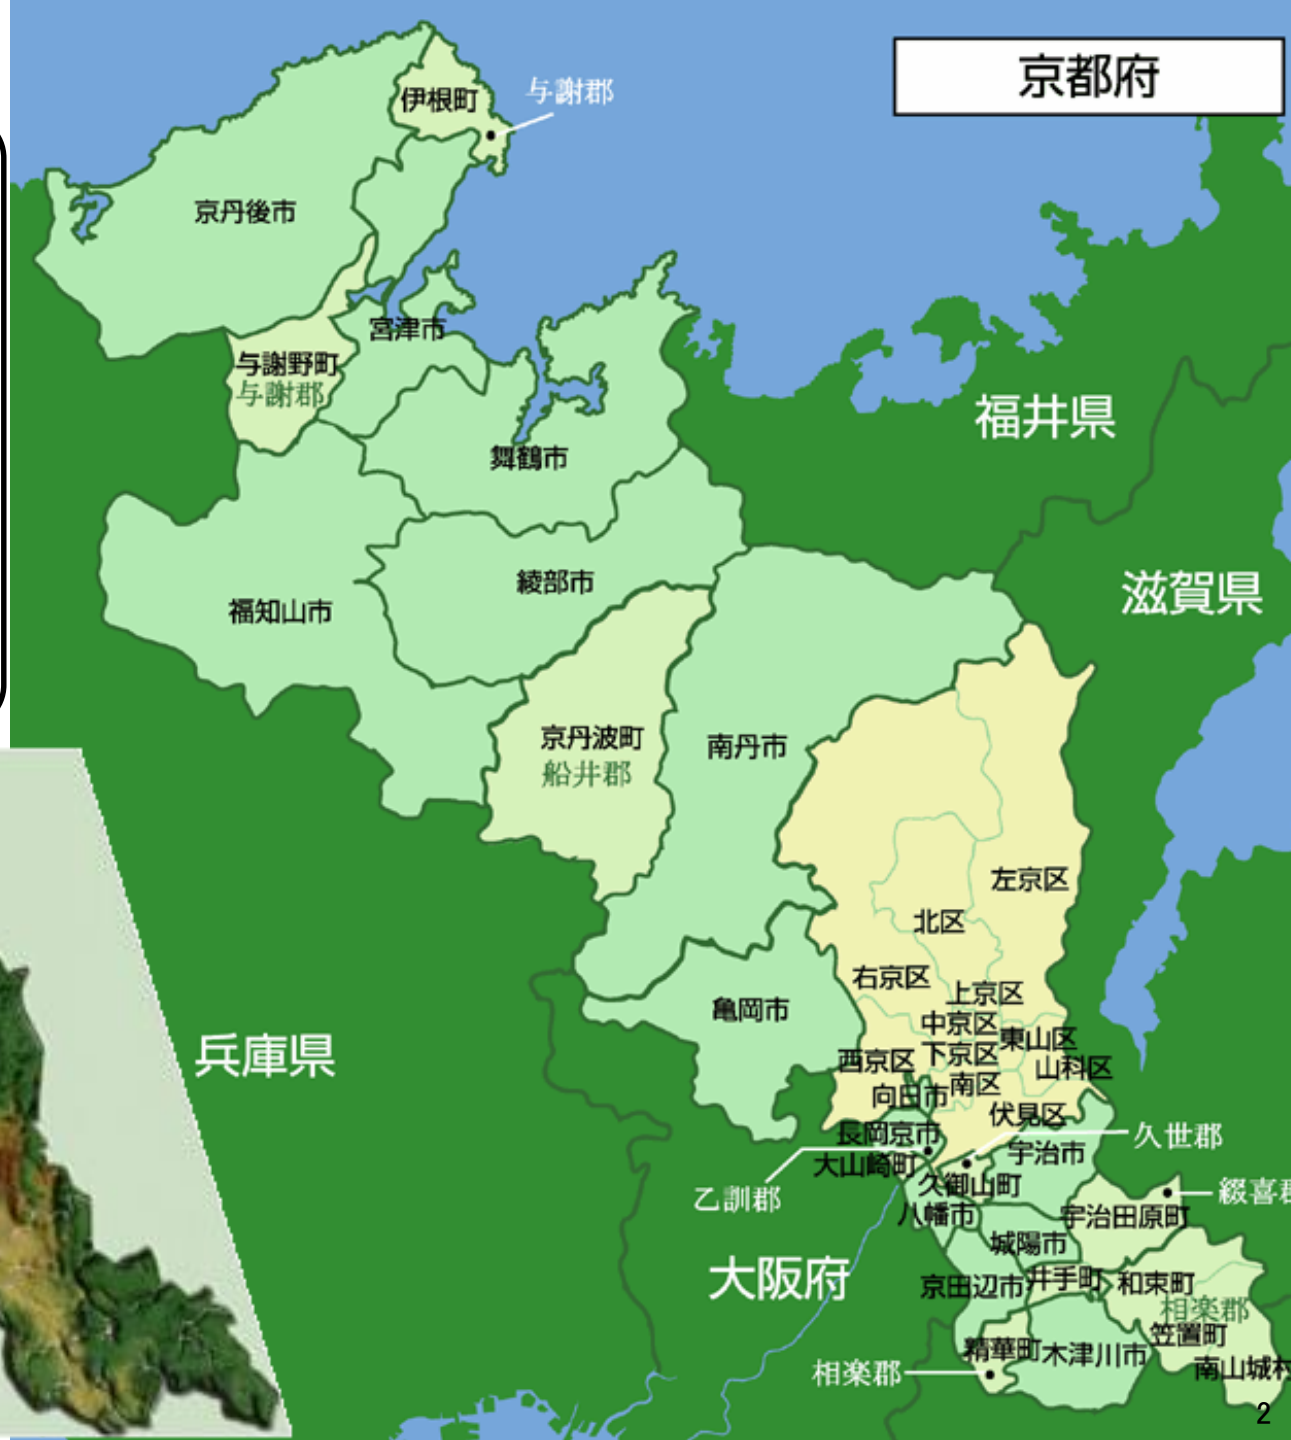 京都府
伊根町
与謝郡
京丹後市
宮津市
与謝野町
与謝郡
福井県
舞鶴市
綾部市
滋賀県
福知山市
京丹波町
船井郡
南丹市
左京区
北区
右京区
上京区
亀岡市
中京区
東山区
兵庫県
西京区
下京区
山科区
向日市
南区
伏見区
長岡京市
久世郡
大山崎町
宇治市
乙訓郡
久御山町
綴喜郡
八幡市
宇治田原町
城陽市
大阪府
京田辺市
井手町
和束町
相楽郡
笠置町
精華町
木津川市
南山城村
相楽郡
2